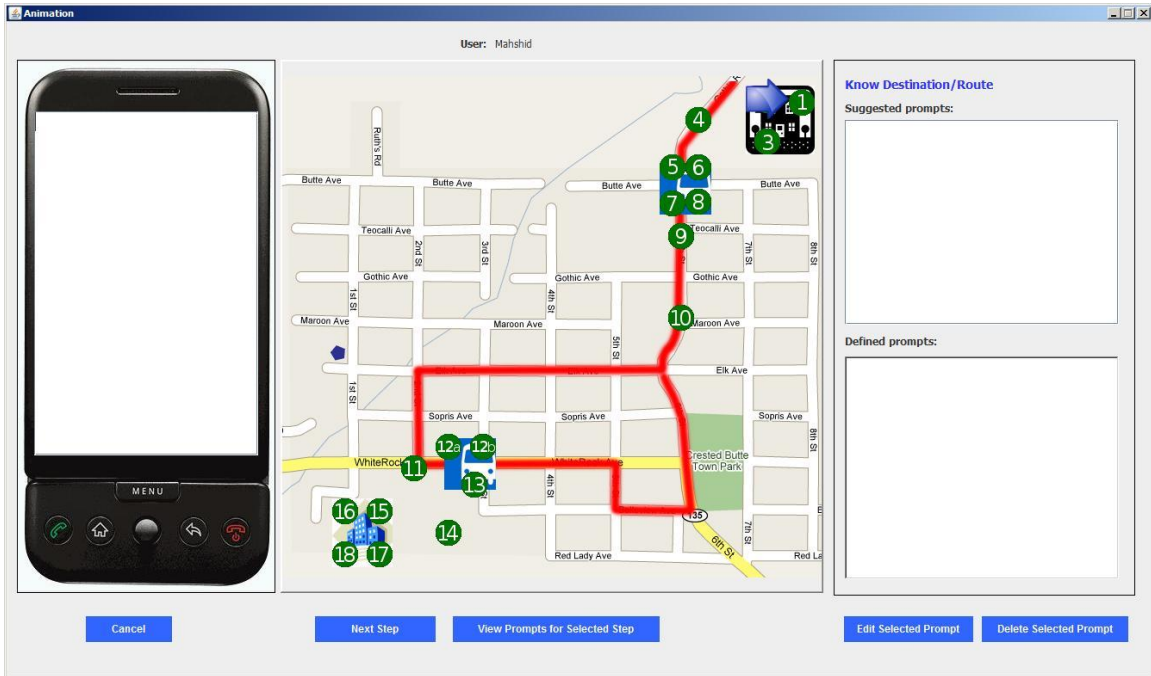 Animation
User: Mahshid
MENU
1
3
4
5
6
7
8
9
10
11
12a
12b
13
14
15
16
17
18
Ruth's Rd
Butte Ave
Butte Ave
Butte Ave
Butte Ave
Teocalli Ave
Teocalli Ave
2nd St
3rd St
7th St
8th St
Gothic Ave
Gothic Ave
Gothic Ave
1st St
4th St
Maroon Ave
Maroon Ave
Maroon Ave
5th St
Elk Ave
1st St
Sopris Ave
Sopris Ave
Sopris Ave
8th St
WhiteRock
WhiteRock Ave
Crested Butte
Town Park
4th St
135
6th St
7th St
Red Lady Ave
Red La
Know Destination/Route
Suggested prompts:
Defined prompts:
Cancel
Next Step
View Prompts for Selected Step
Edit Selected Prompt
Delete Selected Prompt